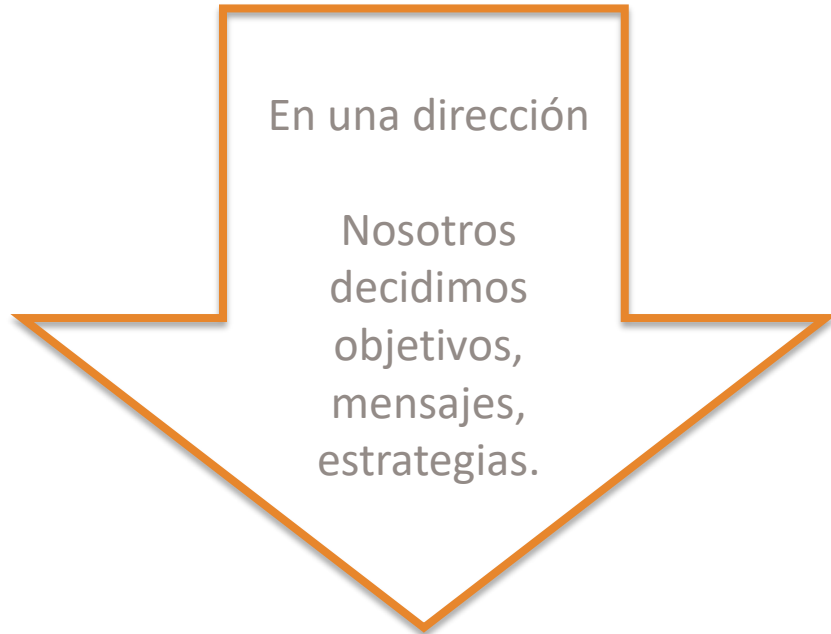 En una dirección
Nosotros
decidimos
objetivos,
mensajes,
estrategias.